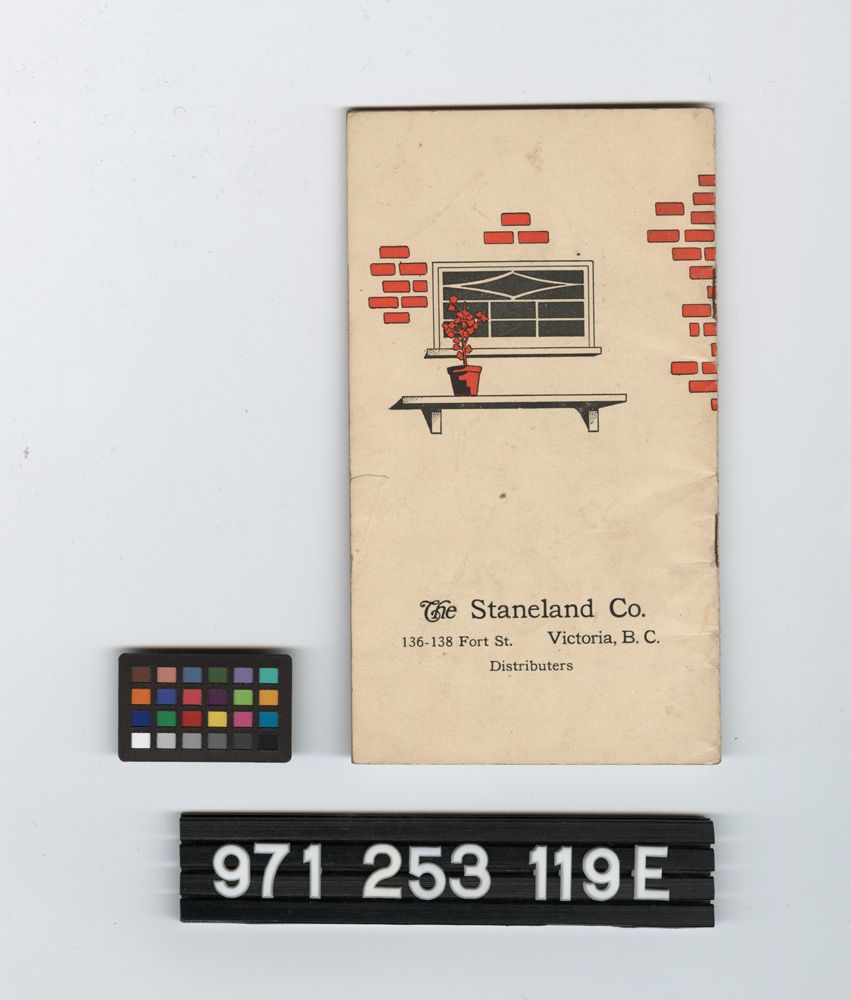 The Staneland Co.
136-138 Fort St. Victoria, B. C.
Distributers
971 253 119E